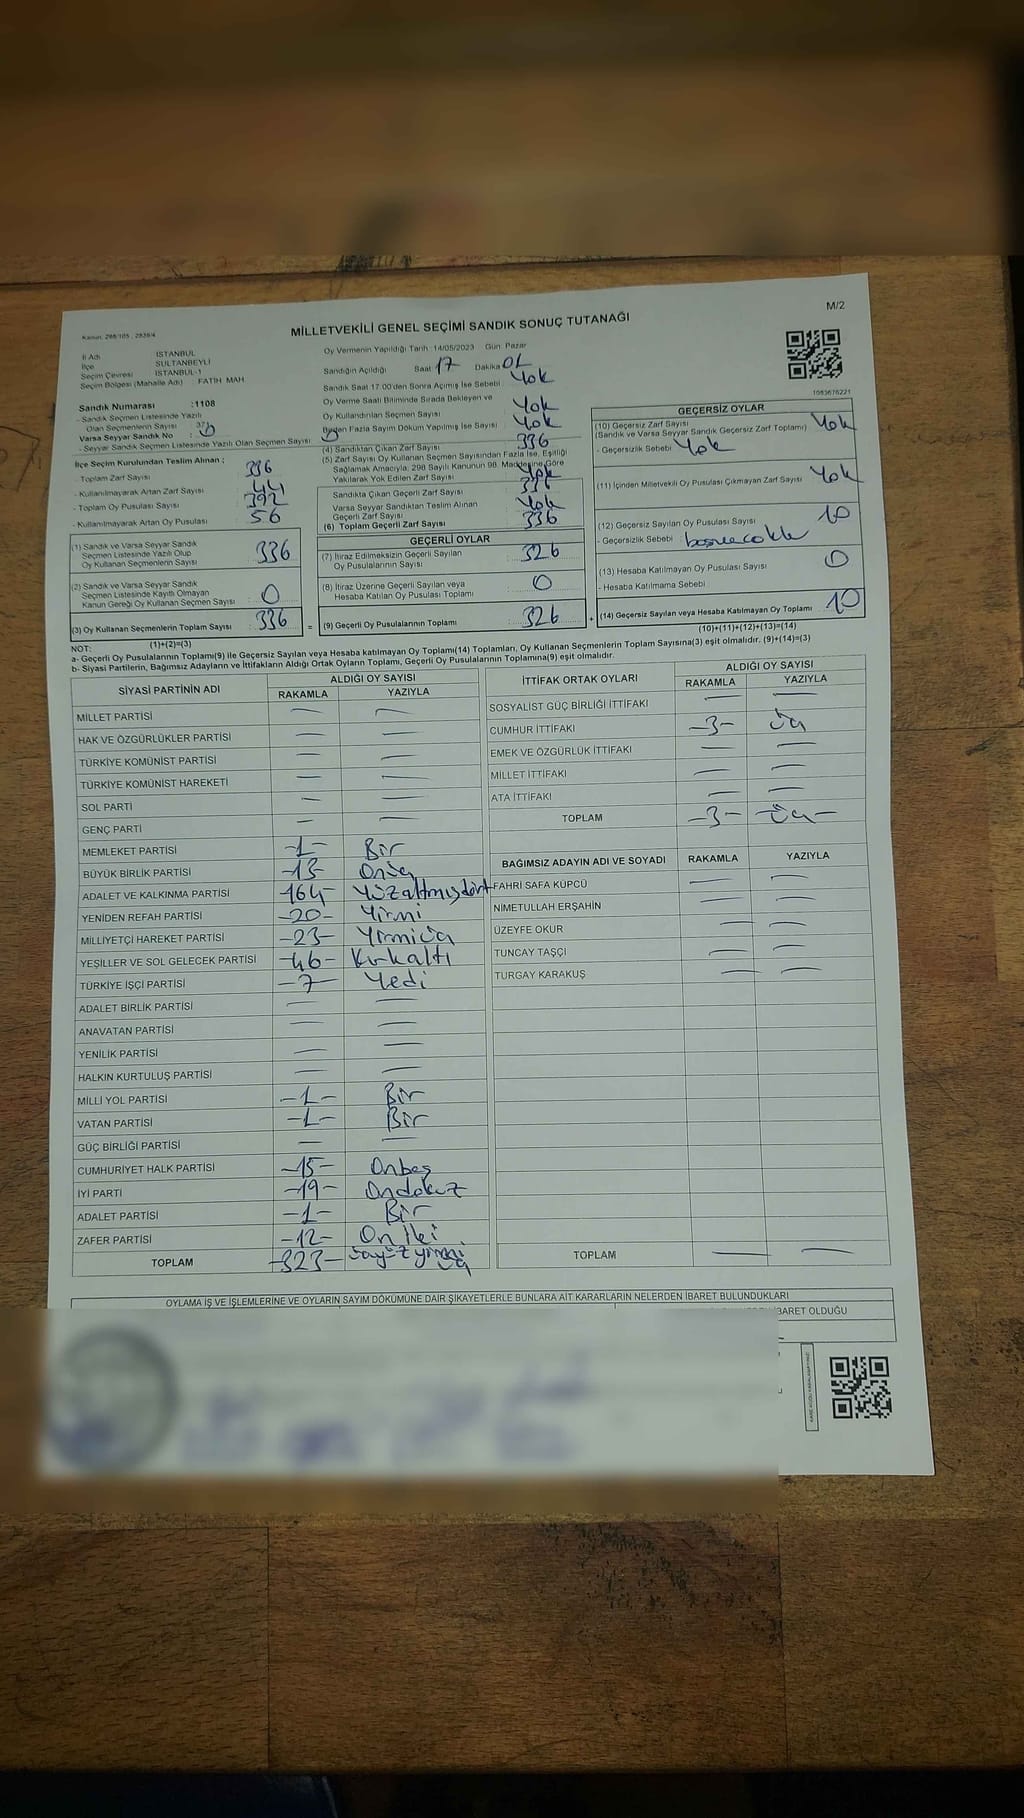 M/2
MİLLETVEKİLİ GENEL SEÇİMİ SANDIK SONUÇ TUTANAĞI
İl Adı İSTANBUL
İlçe SULTANBEYLİ
Seçim Çevresi İSTANBUL-1
Seçim Bölgesi (Mahalle Adı) FATİH MAH
Oy Vermenin Yapıldığı Tarih :14/05/2023 Gün: Pazar
Sandığın Açıldığı Saat 17 Dakika 01
Sandık Saat 17:00'den Sonra Açımış İse Sebebi Yok
Oy Verme Saati Bitiminde Sırada Bekleyen ve
Oy Kullandırılan Seçmen Sayısı Yok
Birden Fazla Sayım Döküm Yapılmış İse Sayısı Yok
1083676221
Sandık Numarası :1108
- Sandık Seçmen Listesinde Yazılı
Olan Seçmenlerin Sayısı
Varsa Seyyar Sandık No :
- Seyyar Sandık Seçmen Listesinde Yazılı Olan Seçmen Sayısı:
İlçe Seçim Kurulundan Teslim Alınan ;
- Toplam Zarf Sayısı
- Kullanılmayarak Artan Zarf Sayısı : 44
- Toplam Oy Pusulası Sayısı : 392
- Kullanılmayarak Artan Oy Pusulası : 56
(4) Sandıktan Çıkan Zarf Sayısı 336
(5) Zarf Sayısı Oy Kullanan Seçmen Sayısından Fazla İse, Eşitliği
Sağlamak Amacıyla, 298 Sayılı Kanunun 98. Maddesine Göre
Yakılarak Yok Edilen Zarf Sayısı : Yok
Sandıkta Çıkan Geçerli Zarf Sayısı 336
Varsa Seyyar Sandıktan Teslim Alınan
Geçerli Zarf Sayısı Yok
(6) Toplam Geçerli Zarf Sayısı 336
GEÇERSİZ OYLAR
(10) Geçersiz Zarf Sayısı
(Sandık ve Varsa Seyyar Sandık Geçersiz Zarf Toplamı) Yok
- Geçersizlik Sebebi Yok
(11) İçinden Milletvekili Oy Pusulası Çıkmayan Zarf Sayısı Yok
(12) Geçersiz Sayılan Oy Pusulası Sayısı 10
- Geçersizlik Sebebi :
(13) Hesaba Katılmayan Oy Pusulası Sayısı 0
- Hesaba Katılmama Sebebi
(14) Geçersiz Sayılan veya Hesaba Katılmayan Oy Toplamı 10
(10)+(11)+(12)+(13)=(14)
(1) Sandık ve Varsa Seyyar Sandık
Seçmen Listesinde Yazılı Olup
Oy Kullanan Seçmenlerin Sayısı : 336
(2) Sandık ve Varsa Seyyar Sandık
Seçmen Listesinde Kayıtlı Olmayan
Kanun Gereği Oy Kullanan Seçmen Sayısı : 0
(3) Oy Kullanan Seçmenlerin Toplam Sayısı : 336 =
(1)+(2)=(3)
GEÇERLİ OYLAR
(7) İtiraz Edilmeksizin Geçerli Sayılan
Oy Pusulalarının Sayısı : 326
(8) İtiraz Üzerine Geçerli Sayılan veya
Hesaba Katılan Oy Pusulası Toplamı : 0
(9) Geçerli Oy Pusulalarının Toplamı : 326 +
NOT:
a- Geçerli Oy Pusulalarının Toplamı(9) ile Geçersiz Sayılan veya Hesaba Katılmayan Oy Toplamı(14) Toplamları, Oy Kullanan Seçmenlerin Toplam Sayısına(3) eşit olmalıdır. (9)+(14)=(3)
b- Siyasi Partilerin, Bağımsız Adayların ve İttifakların Aldığı Ortak Oyların Toplamı, Geçerli Oy Pusulalarının Toplamına(9) eşit olmalıdır.
SİYASİ PARTİNİN ADI ALDIĞI OY SAYISI
RAKAMLA YAZIYLA
MİLLET PARTİSİ — —
HAK VE ÖZGÜRLÜKLER PARTİSİ — —
TÜRKİYE KOMÜNİST PARTİSİ — —
TÜRKİYE KOMÜNİST HAREKETİ — —
SOL PARTİ — —
GENÇ PARTİ — —
MEMLEKET PARTİSİ -1- Bir
BÜYÜK BİRLİK PARTİSİ -13- Onüç
ADALET VE KALKINMA PARTİSİ 164- Yüzaltmışdört
YENİDEN REFAH PARTİSİ -20- Yirmi
MİLLİYETÇİ HAREKET PARTİSİ -23- Yirmiüç
YEŞİLLER VE SOL GELECEK PARTİSİ -46- Kırkaltı
TÜRKİYE İŞÇİ PARTİSİ -7- Yedi
ADALET BİRLİK PARTİSİ — —
ANAVATAN PARTİSİ — —
YENİLİK PARTİSİ — —
HALKIN KURTULUŞ PARTİSİ — —
MİLLİ YOL PARTİSİ -1- Bir
VATAN PARTİSİ -1- Bir
GÜÇ BİRLİĞİ PARTİSİ — —
CUMHURİYET HALK PARTİSİ -15- Onbeş
İYİ PARTİ -19- Ondokuz
ADALET PARTİSİ -1- Bir
ZAFER PARTİSİ -12- On iki
TOPLAM -323- üçyüzyirmi üç
İTTİFAK ORTAK OYLARI ALDIĞI OY SAYISI
RAKAMLA YAZIYLA
SOSYALİST GÜÇ BİRLİĞİ İTTİFAKI — —
CUMHUR İTTİFAKI -3- üç
EMEK VE ÖZGÜRLÜK İTTİFAKI — —
MİLLET İTTİFAKI — —
ATA İTTİFAKI — —
TOPLAM -3- -üç-
BAĞIMSIZ ADAYIN ADI VE SOYADI RAKAMLA YAZIYLA
FAHRİ SAFA KÜPCÜ — —
NİMETULLAH ERŞAHİN — —
ÜZEYFE OKUR — —
TUNCAY TAŞÇI — —
TURGAY KARAKUŞ — —
TOPLAM — —
OYLAMA İŞ VE İŞLEMLERİNE VE OYLARIN SAYIM DÖKÜMÜNE DAİR ŞİKAYETLERLE BUNLARA AİT KARARLARIN NELERDEN İBARET BULUNDUKLARI
İBARET OLDUĞU